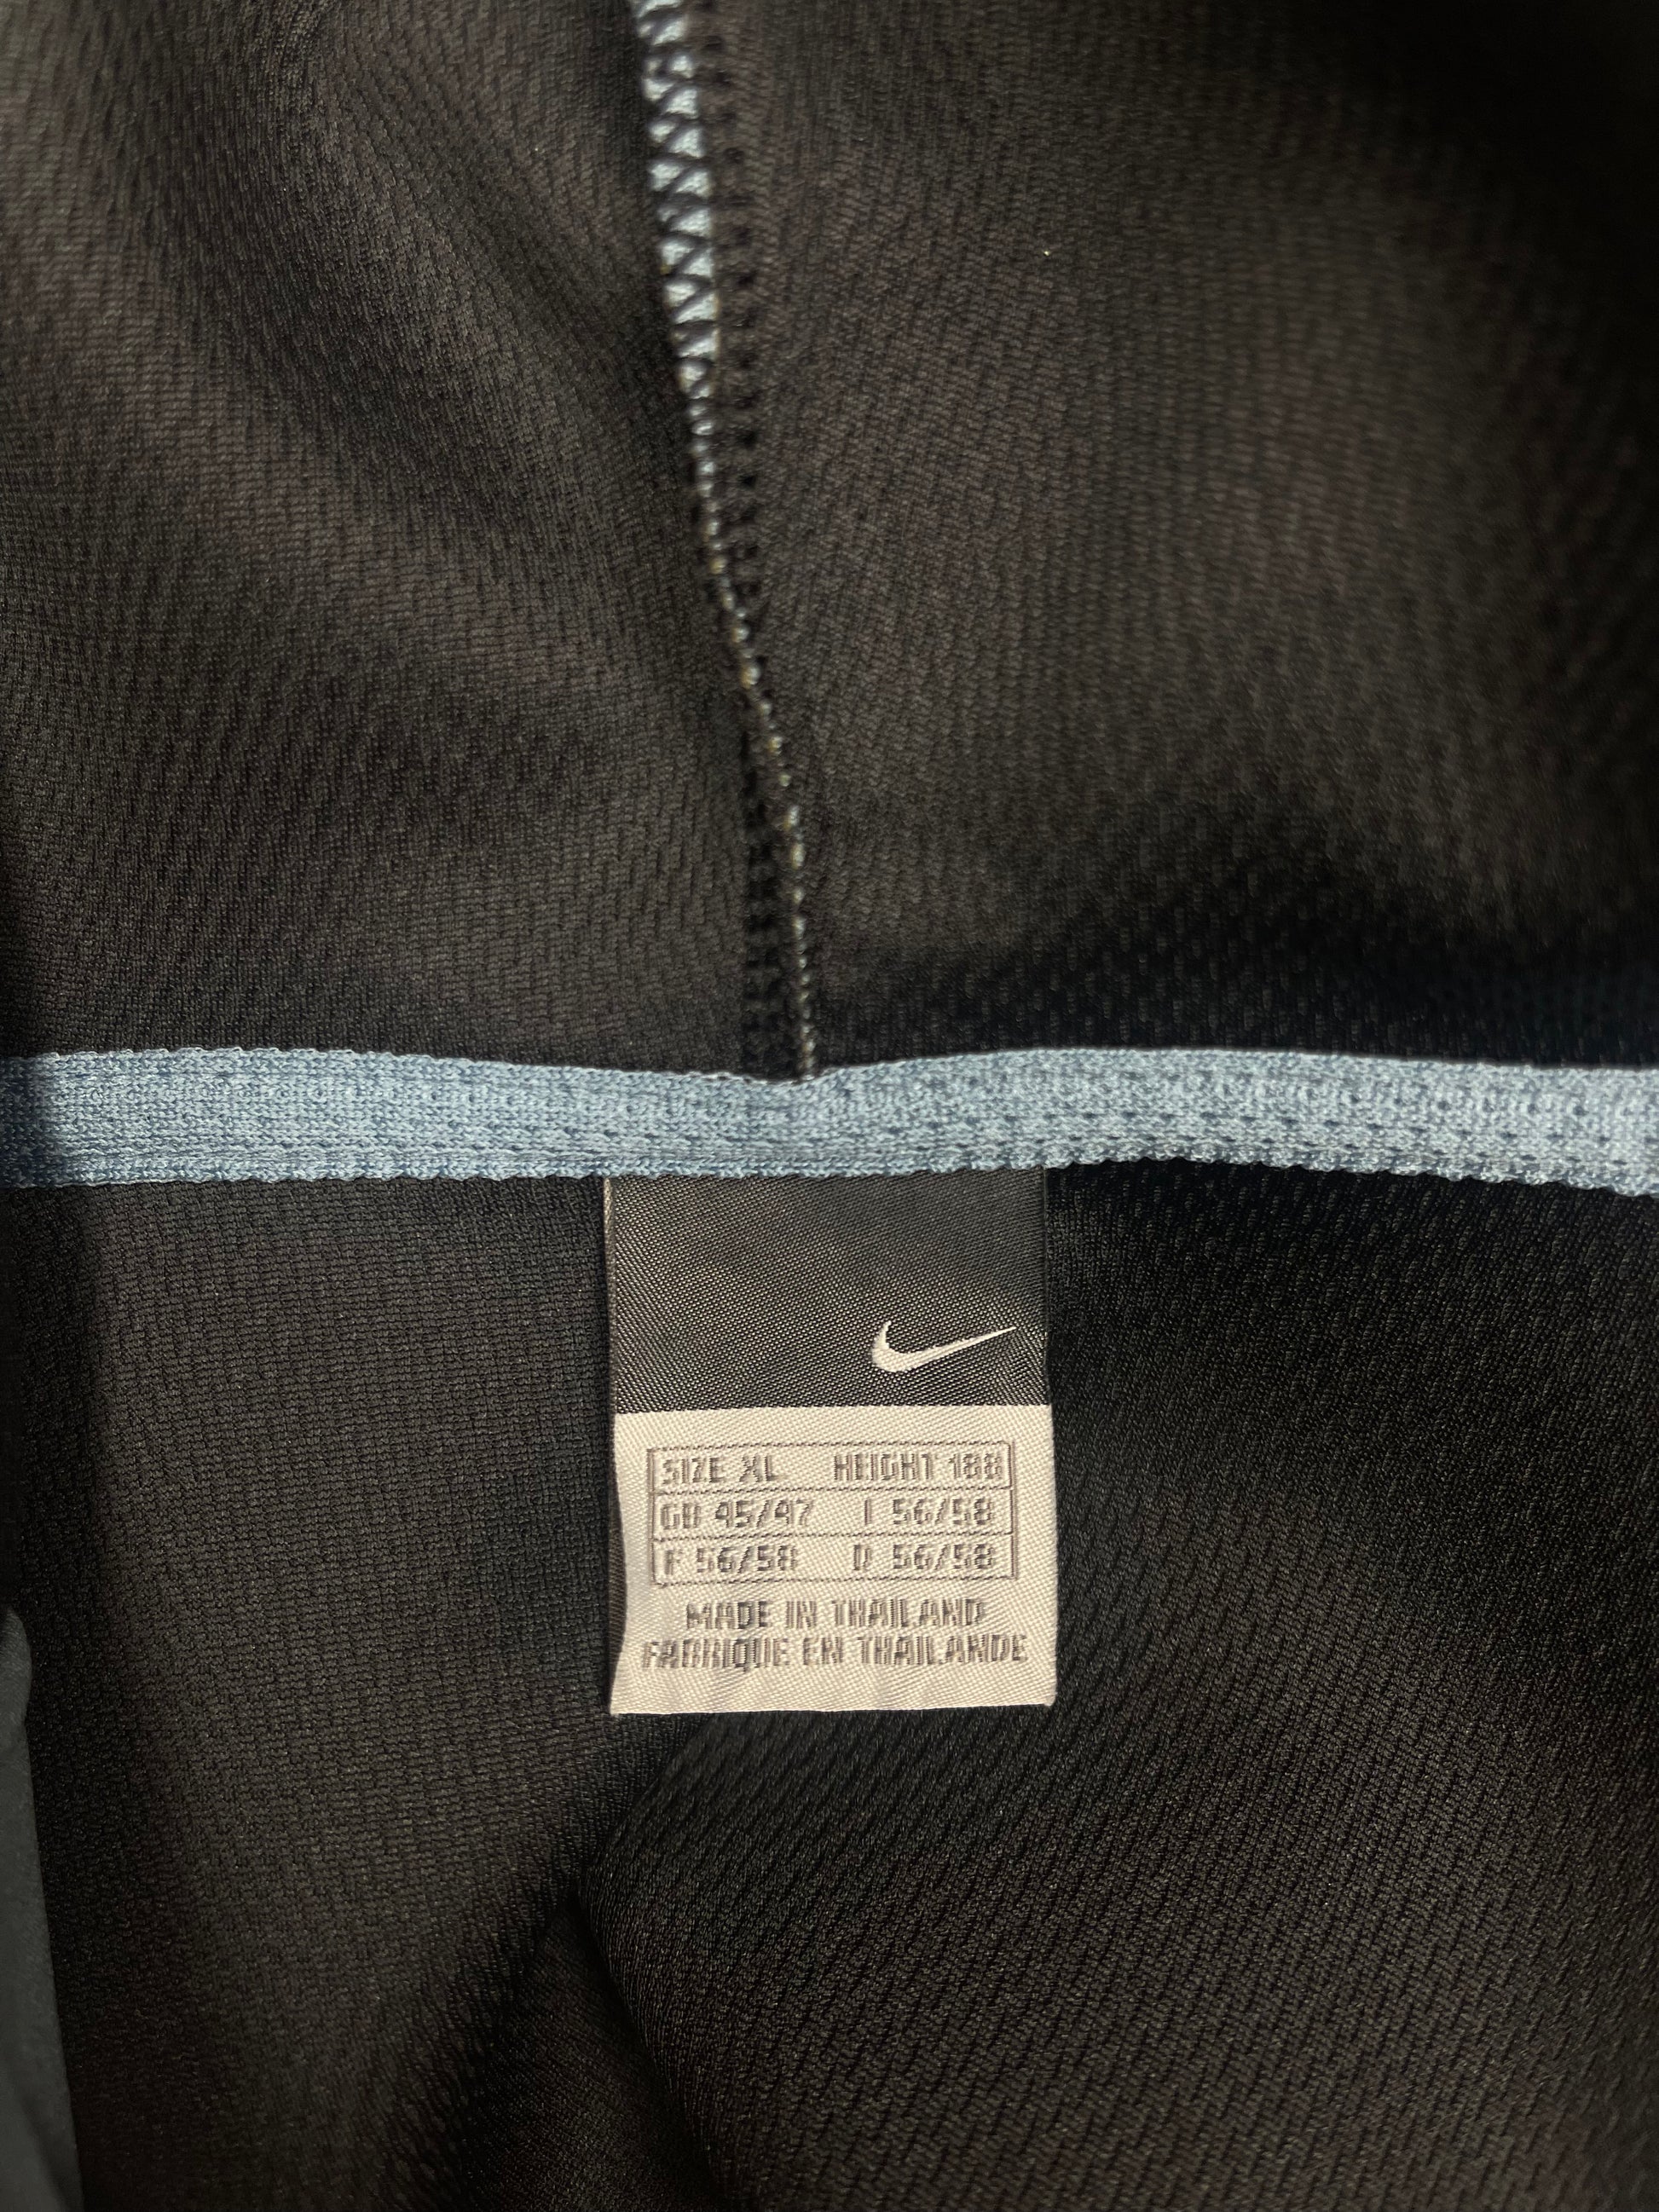 SIZE XL HEIGHT 188
GB 45/47 I 56/58
F 56/58 D 56/58
MADE IN THAILAND
FABRIQUE EN THAILANDE